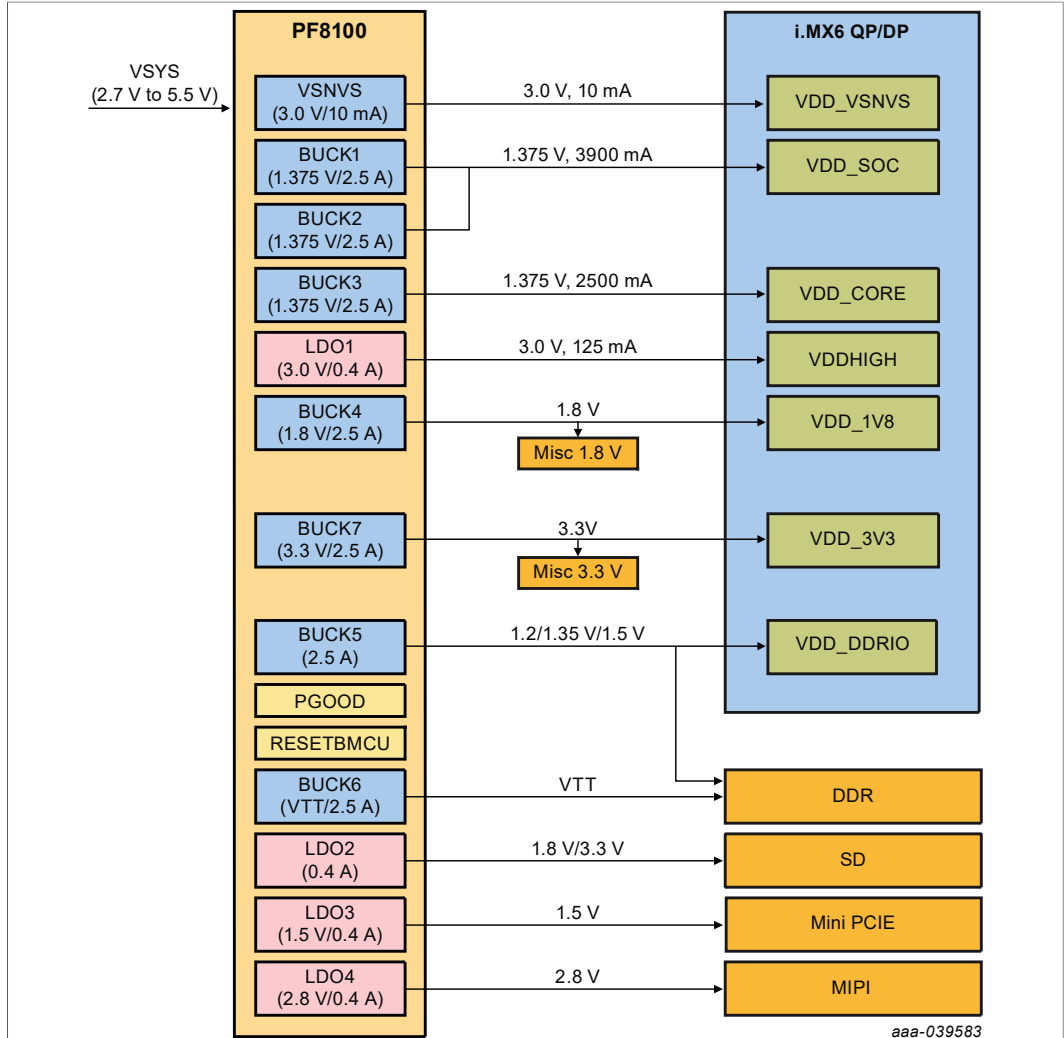 PF8100
i.MX6 QP/DP
VSYS
(2.7 V to 5.5 V)
VSNVS
(3.0 V/10 mA)
3.0 V, 10 mA
VDD_VSNVS
BUCK1
(1.375 V/2.5 A)
1.375 V, 3900 mA
VDD_SOC
BUCK2
(1.375 V/2.5 A)
BUCK3
(1.375 V/2.5 A)
1.375 V, 2500 mA
VDD_CORE
LDO1
(3.0 V/0.4 A)
3.0 V, 125 mA
VDDHIGH
BUCK4
(1.8 V/2.5 A)
1.8 V
VDD_1V8
Misc 1.8 V
BUCK7
(3.3 V/2.5 A)
3.3V
VDD_3V3
Misc 3.3 V
BUCK5
(2.5 A)
1.2/1.35 V/1.5 V
VDD_DDRIO
PGOOD
RESETBMCU
BUCK6
(VTT/2.5 A)
VTT
DDR
LDO2
(0.4 A)
1.8 V/3.3 V
SD
LDO3
(1.5 V/0.4 A)
1.5 V
Mini PCIE
LDO4
(2.8 V/0.4 A)
2.8 V
MIPI
aaa-039583